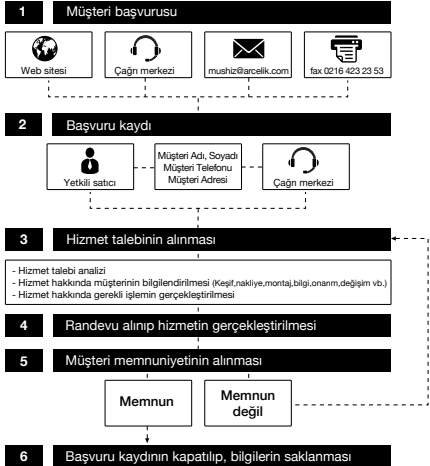 1 Müşteri başvurusu
Web sitesi
Çağrı merkezi
mushiz@arcelik.com
fax 0216 423 23 53
2 Başvuru kaydı
Yetkili satıcı
Müşteri Adı, Soyadı
Müşteri Telefonu
Müşteri Adresi
Çağrı merkezi
3 Hizmet talebinin alınması
- Hizmet talebi analizi
- Hizmet hakkında müşterinin bilgilendirilmesi (Keşif,nakliye,montaj,bilgi,onarım,değişim vb.)
- Hizmet hakkında gerekli işlemin gerçekleştirilmesi
4 Randevu alınıp hizmetin gerçekleştirilmesi
5 Müşteri memnuniyetinin alınması
Memnun
Memnun
değil
6 Başvuru kaydının kapatılıp, bilgilerin saklanması